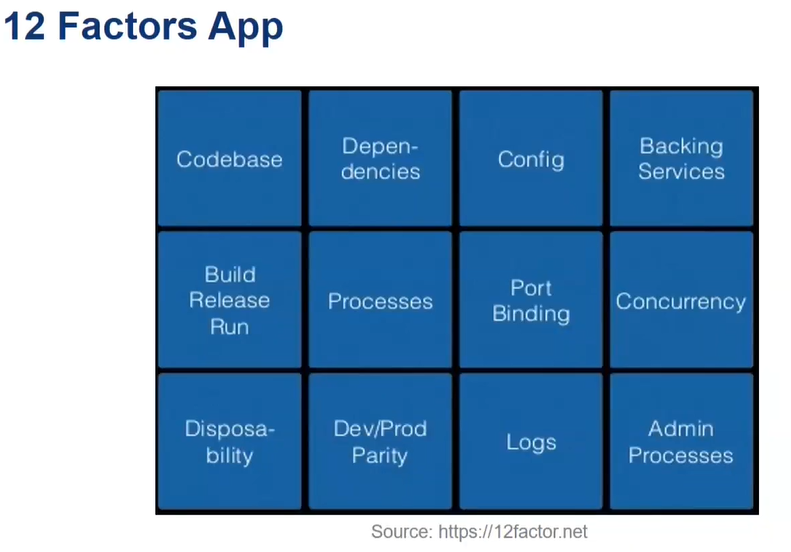 12 Factors App
Codebase
Depen-
dencies
Config
Backing
Services
Build
Release
Run
Processes
Port
Binding
Concurrency
Disposa-
bility
Dev/Prod
Parity
Logs
Admin
Processes
Source: https://12factor.net